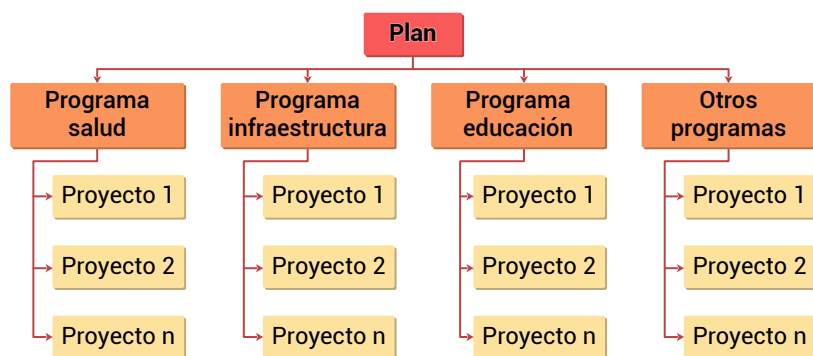 Plan
Programa
salud
Programa
infraestructura
Programa
educación
Otros
programas
Proyecto 1
Proyecto 1
Proyecto 1
Proyecto 1
Proyecto 2
Proyecto 2
Proyecto 2
Proyecto 2
Proyecto n
Proyecto n
Proyecto n
Proyecto n